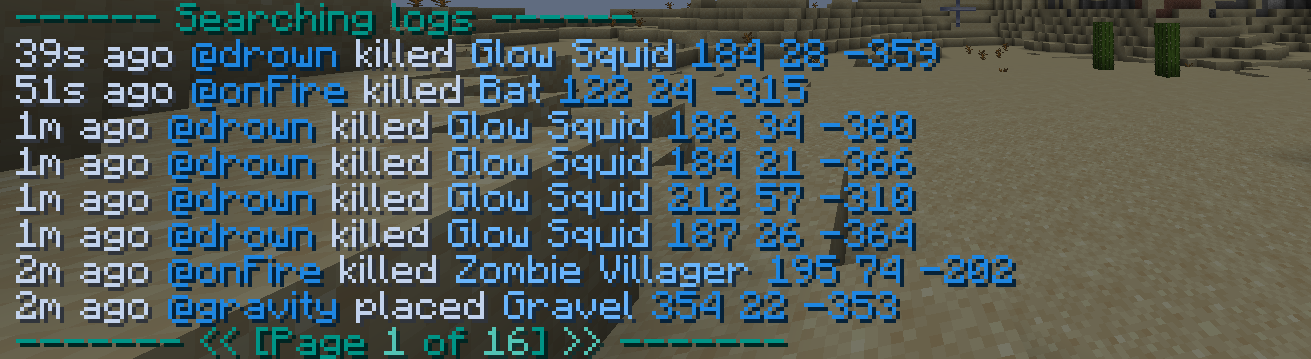 ------ Searching logs ------
39s ago @drown killed Glow Squid 184 28 -359
51s ago @onFire killed Bat 122 24 -315
1m ago @drown killed Glow Squid 186 34 -360
1m ago @drown killed Glow Squid 184 21 -366
1m ago @drown killed Glow Squid 212 57 -310
1m ago @drown killed Glow Squid 187 26 -364
2m ago @onFire killed Zombie Villager 195 74 -202
2m ago @gravity placed Gravel 354 22 -353
------- << [Page 1 of 16] >> -------